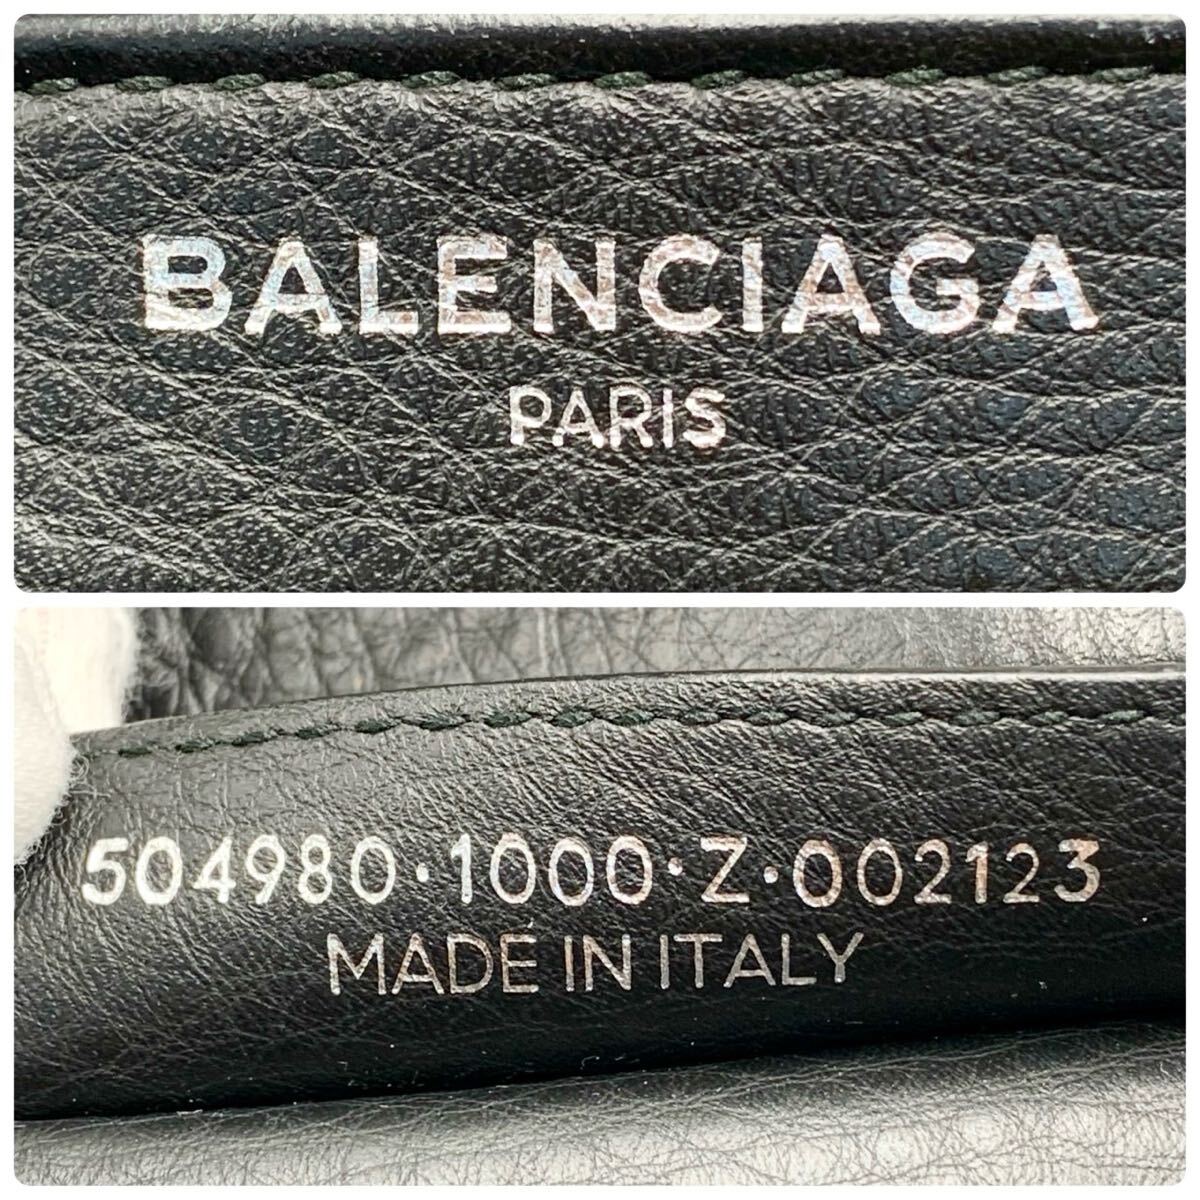 BALENCIAGA
PARIS
504980·1000·Z·002123
MADE IN ITALY